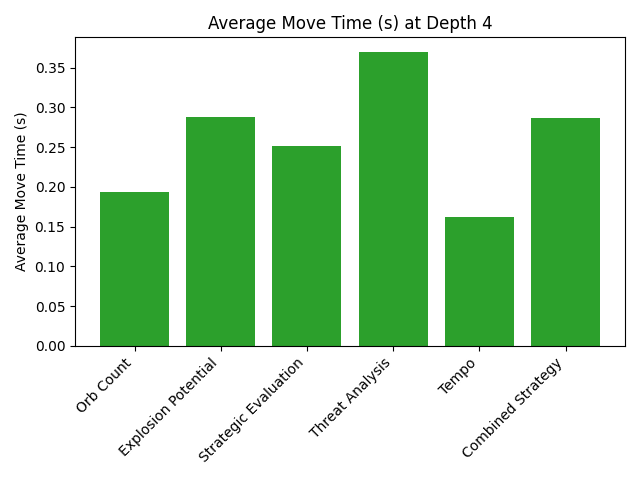 Average Move Time (s) at Depth 4
Average Move Time (s)
0.35
0.30
0.25
0.20
0.15
0.10
0.05
0.00
Orb Count
Explosion Potential
Strategic Evaluation
Threat Analysis
Tempo
Combined Strategy